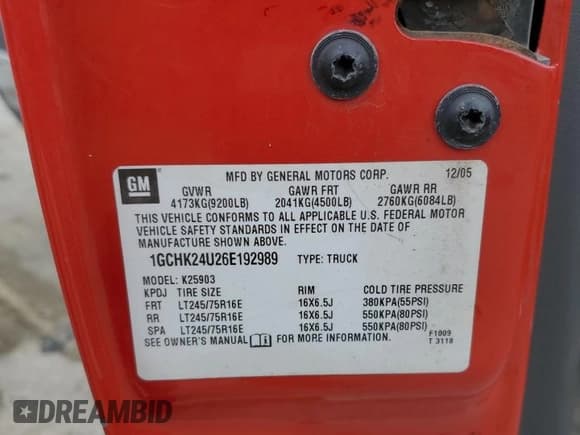 GM
MFD BY GENERAL MOTORS CORP. 12/05
GVWR GAWR FRT GAWR RR
4173KG(9200LB) 2041KG(4500LB) 2760KG(6084LB)
THIS VEHICLE CONFORMS TO ALL APPLICABLE U.S. FEDERAL MOTOR
VEHICLE SAFETY STANDARDS IN EFFECT ON THE DATE OF
MANUFACTURE SHOWN ABOVE.
1GCHK24U26E192989 TYPE: TRUCK
MODEL: K25903
KPDJ TIRE SIZE RIM COLD TIRE PRESSURE
FRT LT245/75R16E 16X6.5J 380KPA(55PSI)
RR LT245/75R16E 16X6.5J 550KPA(80PSI)
SPA LT245/75R16E 16X6.5J 550KPA(80PSI)
SEE OWNER'S MANUAL FOR MORE INFORMATION.
F1009
T 3118
DREAMBID